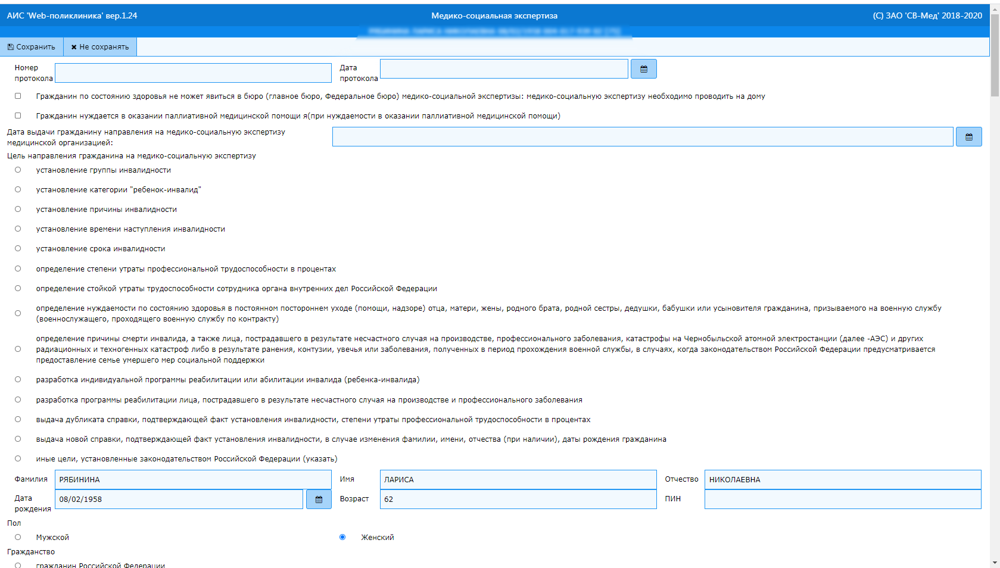 АИС 'Web-поликлиника' вер.1.24
Медико-социальная экспертиза
(C) ЗАО 'СВ-Мед' 2018-2020
Сохранить
Не сохранять
Номер
протокола
Дата
протокола
Гражданин по состоянию здоровья не может явиться в бюро (главное бюро, Федеральное бюро) медико-социальной экспертизы: медико-социальную экспертизу необходимо проводить на дому
Гражданин нуждается в оказании паллиативной медицинской помощи я(при нуждаемости в оказании паллиативной медицинской помощи)
Дата выдачи гражданину направления на медико-социальную экспертизу
медицинской организацией:
Цель направления гражданина на медико-социальную экспертизу
установление группы инвалидности
установление категории "ребенок-инвалид"
установление причины инвалидности
установление времени наступления инвалидности
установление срока инвалидности
определение степени утраты профессиональной трудоспособности в процентах
определение стойкой утраты трудоспособности сотрудника органа внутренних дел Российской Федерации
определение нуждаемости по состоянию здоровья в постоянном постороннем уходе (помощи, надзоре) отца, матери, жены, родного брата, родной сестры, дедушки, бабушки или усыновителя гражданина, призываемого на военную службу
(военнослужащего, проходящего военную службу по контракту)
определение причины смерти инвалида, а также лица, пострадавшего в результате несчастного случая на производстве, профессионального заболевания, катастрофы на Чернобыльской атомной электростанции (далее -АЭС) и других
радиационных и техногенных катастроф либо в результате ранения, контузии, увечья или заболевания, полученных в период прохождения военной службы, в случаях, когда законодательством Российской Федерации предусматривается
предоставление семье умершего мер социальной поддержки
разработка индивидуальной программы реабилитации или абилитации инвалида (ребенка-инвалида)
разработка программы реабилитации лица, пострадавшего в результате несчастного случая на производстве и профессионального заболевания
выдача дубликата справки, подтверждающей факт установления инвалидности, степени утраты профессиональной трудоспособности в процентах
выдача новой справки, подтверждающей факт установления инвалидности, в случае изменения фамилии, имени, отчества (при наличии), даты рождения гражданина
иные цели, установленные законодательством Российской Федерации (указать)
Фамилия РЯБИНИНА Имя ЛАРИСА Отчество НИКОЛАЕВНА
Дата
рождения
08/02/1958 Возраст 62 ПИН
Пол
Мужской Женский
Гражданство
гражданин Российской Федерации